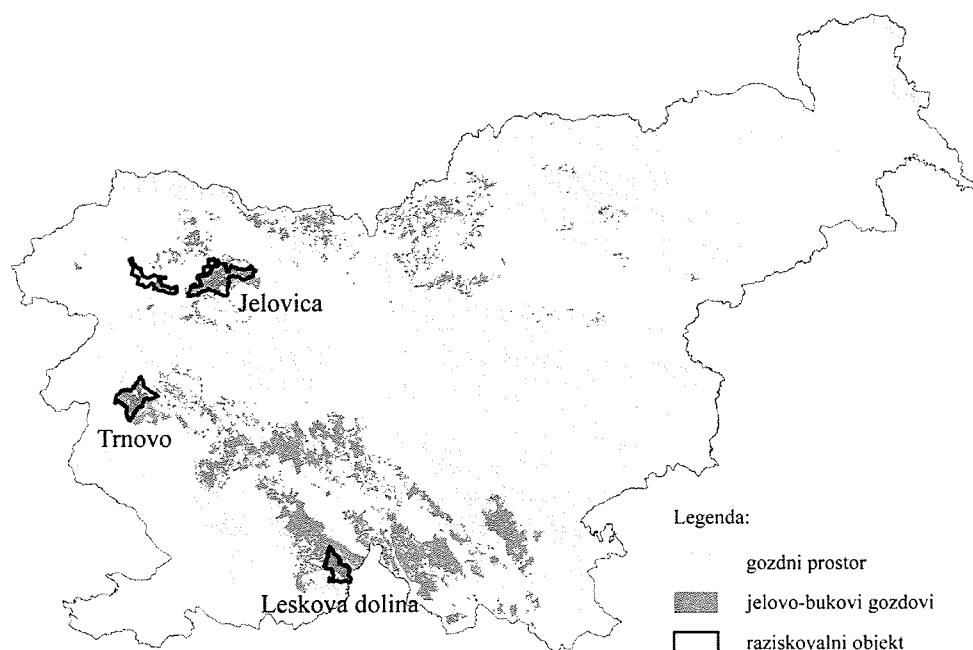 Jelovica
Trnovo
Leskova dolina
Legenda:
gozdni prostor
jelovo-bukovi gozdovi
raziskovalni objekt